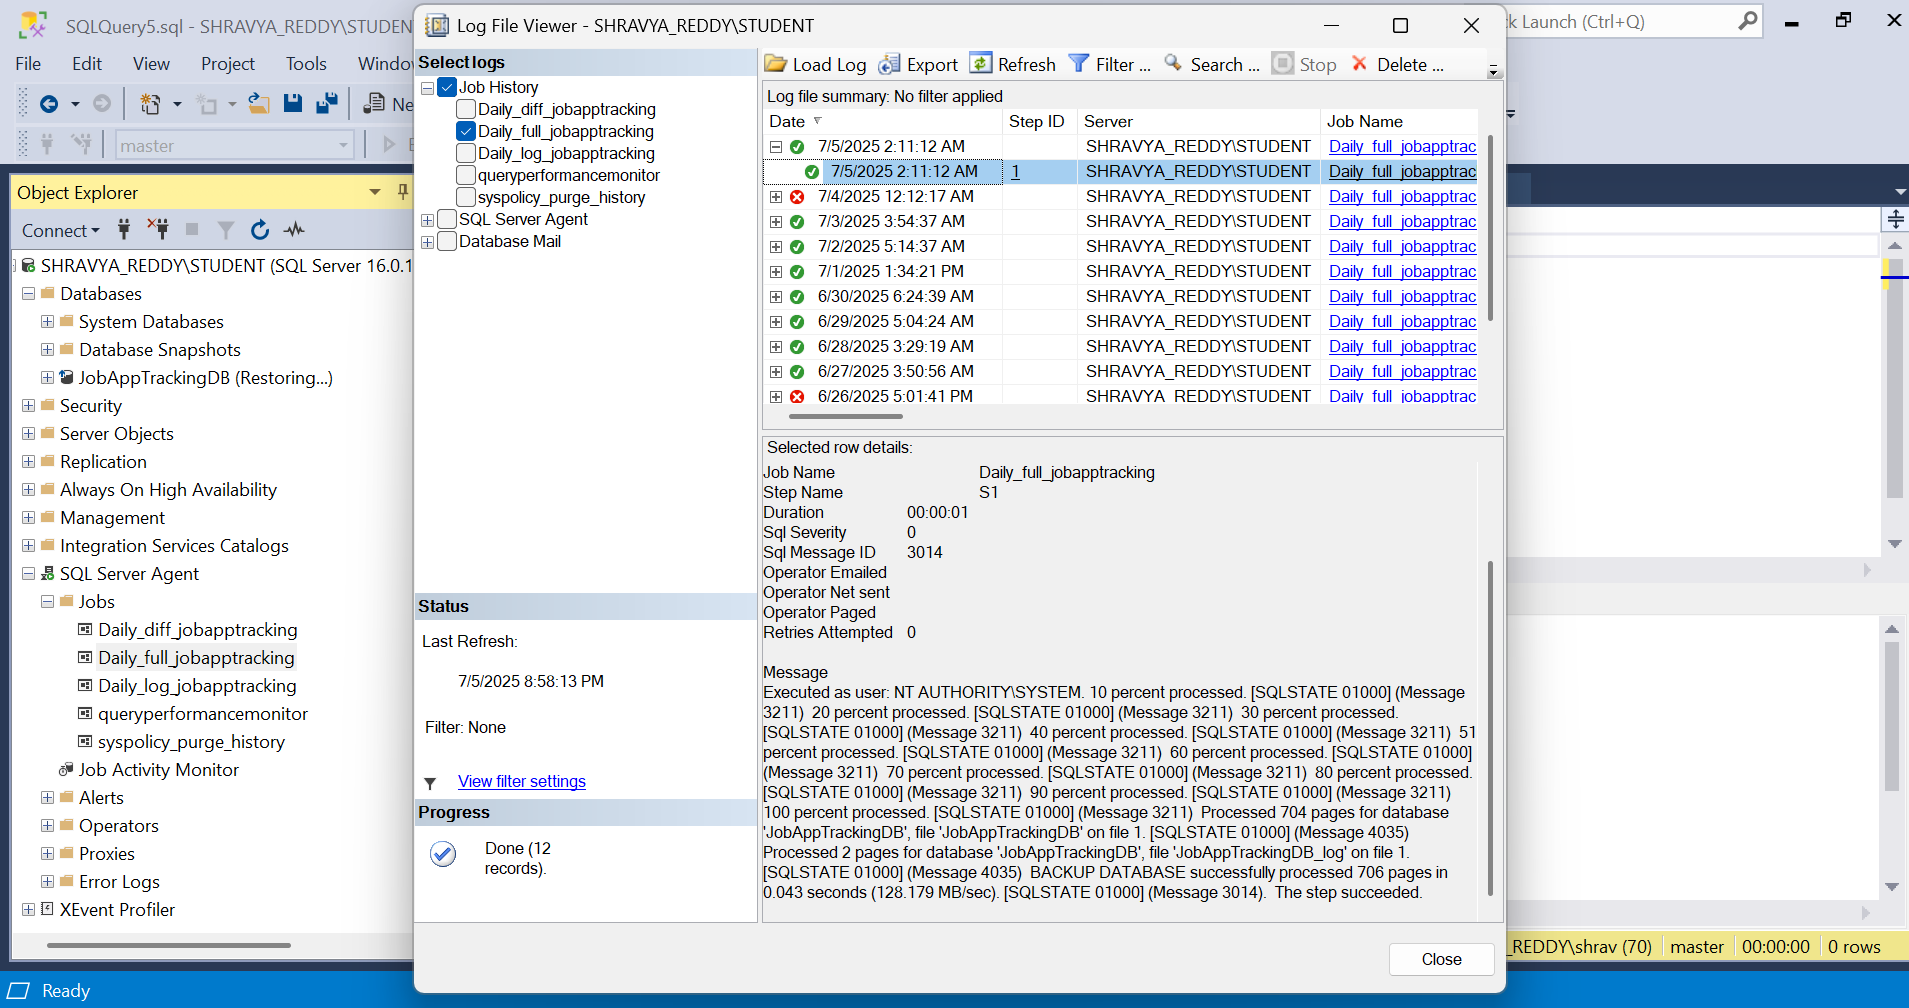 SQLQuery5.sql - SHRAVYA_REDDY\STUDEN
Launch (Ctrl+Q)
File Edit View Project Tools Windo
master
Object Explorer
Connect
SHRAVYA_REDDY\STUDENT (SQL Server 16.0.1
Databases
System Databases
Database Snapshots
JobAppTrackingDB (Restoring...)
Security
Server Objects
Replication
Always On High Availability
Management
Integration Services Catalogs
SQL Server Agent
Jobs
Daily_diff_jobapptracking
Daily_full_jobapptracking
Daily_log_jobapptracking
queryperformancemonitor
syspolicy_purge_history
Job Activity Monitor
Alerts
Operators
Proxies
Error Logs
XEvent Profiler
Log File Viewer - SHRAVYA_REDDY\STUDENT
Select logs
Job History
Daily_diff_jobapptracking
Daily_full_jobapptracking
Daily_log_jobapptracking
queryperformancemonitor
syspolicy_purge_history
SQL Server Agent
Database Mail
Status
Last Refresh:
7/5/2025 8:58:13 PM
Filter: None
View filter settings
Progress
Done (12
records).
Load Log Export Refresh Filter ... Search ... Stop Delete ...
Log file summary: No filter applied
Date Step ID Server Job Name
7/5/2025 2:11:12 AM SHRAVYA_REDDY\STUDENT Daily_full_jobapptrac
7/5/2025 2:11:12 AM 1 SHRAVYA_REDDY\STUDENT Daily_full_jobapptrac
7/4/2025 12:12:17 AM SHRAVYA_REDDY\STUDENT Daily_full_jobapptrac
7/3/2025 3:54:37 AM SHRAVYA_REDDY\STUDENT Daily_full_jobapptrac
7/2/2025 5:14:37 AM SHRAVYA_REDDY\STUDENT Daily_full_jobapptrac
7/1/2025 1:34:21 PM SHRAVYA_REDDY\STUDENT Daily_full_jobapptrac
6/30/2025 6:24:39 AM SHRAVYA_REDDY\STUDENT Daily_full_jobapptrac
6/29/2025 5:04:24 AM SHRAVYA_REDDY\STUDENT Daily_full_jobapptrac
6/28/2025 3:29:19 AM SHRAVYA_REDDY\STUDENT Daily_full_jobapptrac
6/27/2025 3:50:56 AM SHRAVYA_REDDY\STUDENT Daily_full_jobapptrac
6/26/2025 5:01:41 PM SHRAVYA_REDDY\STUDENT Daily_full_jobapptrac
Selected row details:
Job Name Daily_full_jobapptracking
Step Name S1
Duration 00:00:01
Sql Severity 0
Sql Message ID 3014
Operator Emailed
Operator Net sent
Operator Paged
Retries Attempted 0
Message
Executed as user: NT AUTHORITY\SYSTEM. 10 percent processed. [SQLSTATE 01000] (Message
3211)  20 percent processed. [SQLSTATE 01000] (Message 3211)  30 percent processed.
[SQLSTATE 01000] (Message 3211)  40 percent processed. [SQLSTATE 01000] (Message 3211)  51
percent processed. [SQLSTATE 01000] (Message 3211)  60 percent processed. [SQLSTATE 01000]
(Message 3211)  70 percent processed. [SQLSTATE 01000] (Message 3211)  80 percent processed.
[SQLSTATE 01000] (Message 3211)  90 percent processed. [SQLSTATE 01000] (Message 3211)
100 percent processed. [SQLSTATE 01000] (Message 3211)  Processed 704 pages for database
'JobAppTrackingDB', file 'JobAppTrackingDB' on file 1. [SQLSTATE 01000] (Message 4035)
Processed 2 pages for database 'JobAppTrackingDB', file 'JobAppTrackingDB_log' on file 1.
[SQLSTATE 01000] (Message 4035)  BACKUP DATABASE successfully processed 706 pages in
0.043 seconds (128.179 MB/sec). [SQLSTATE 01000] (Message 3014).  The step succeeded.
Close
_REDDY\shrav (70) master 00:00:00 0 rows
Ready